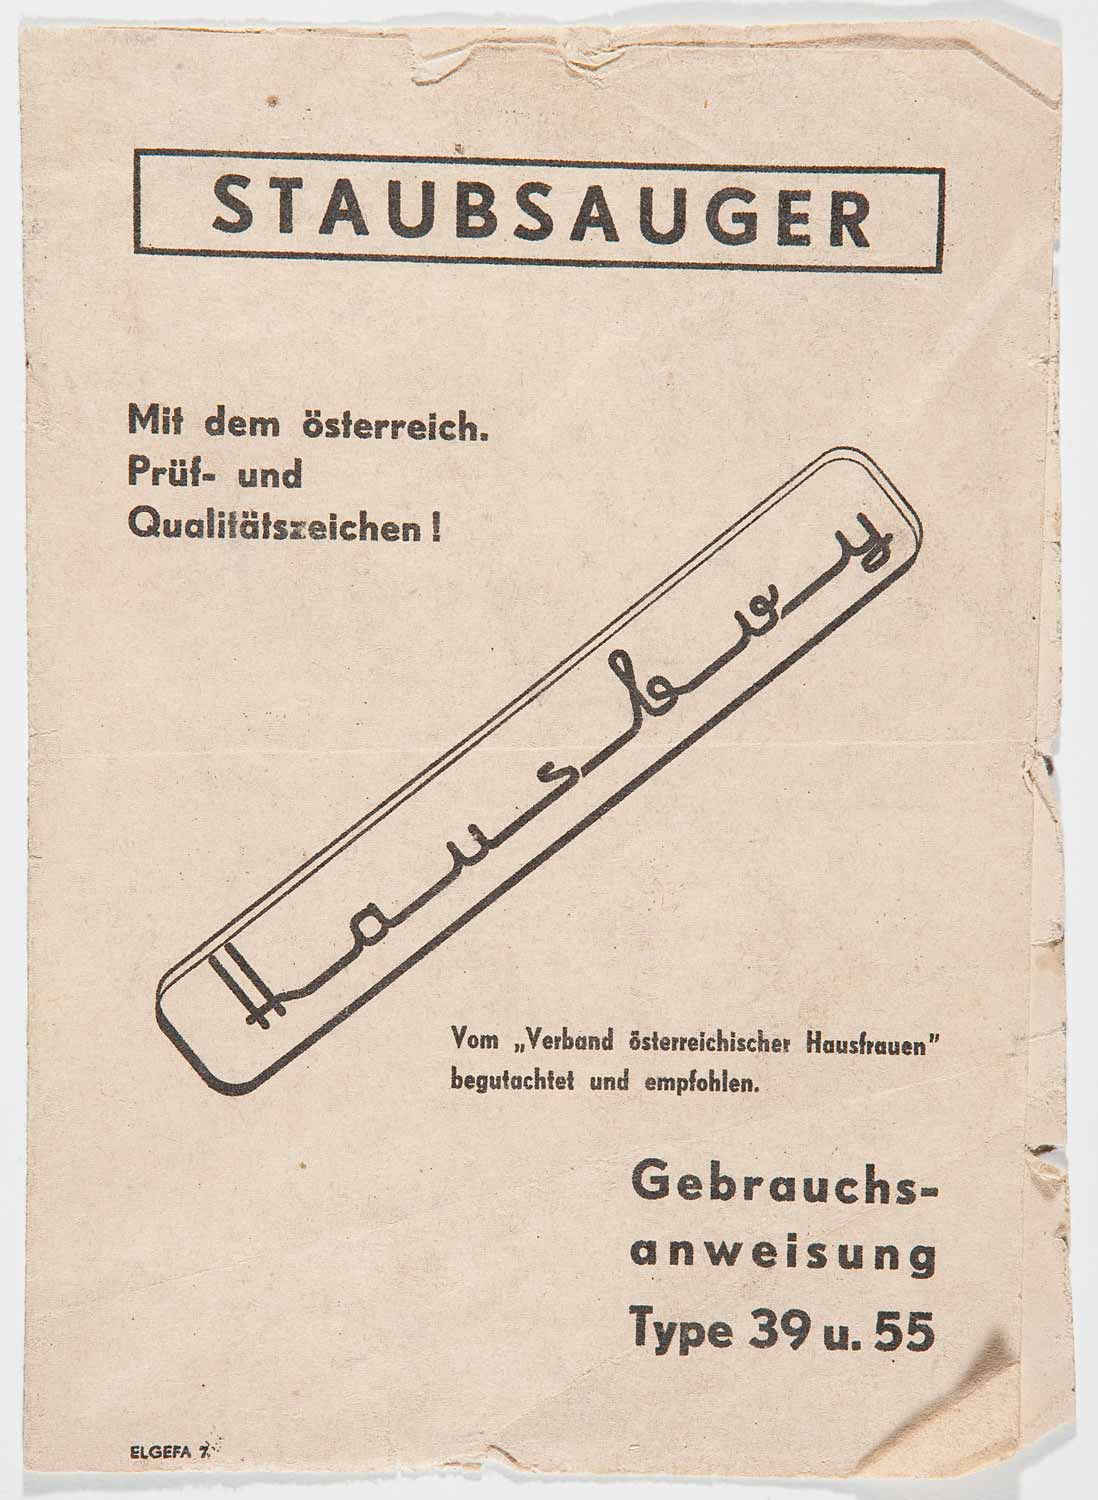 STAUBSAUGER
Mit dem österreich.
Prüf- und
Qualitätszeichen!
Hausboy
Vom „Verband österreichischer Hausfrauen”
begutachtet und empfohlen.
Gebrauchs-
anweisung
Type 39 u. 55
ELGEFA 7